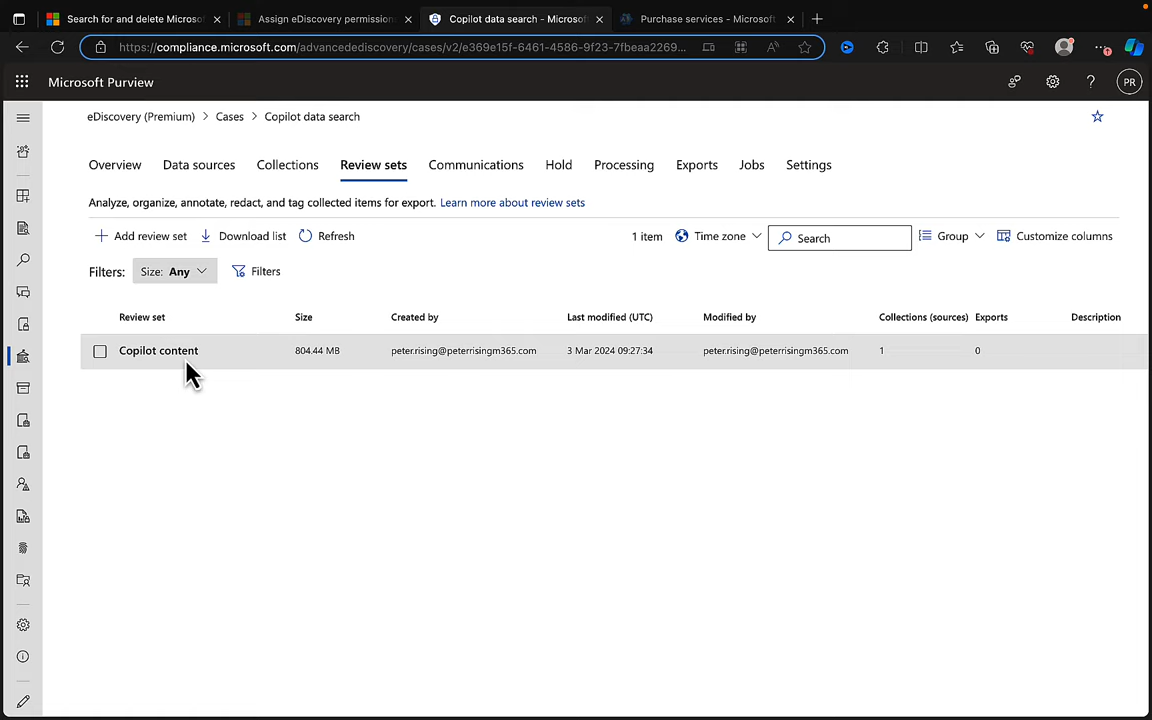 Search for and delete Microso
Assign eDiscovery permission
Copilot data search - Microsof
Purchase services - Microsoft
https://compliance.microsoft.com/advancedediscovery/cases/v2/e369e15f-6461-4586-9f23-7fbeaa2269...
Microsoft Purview
PR
eDiscovery (Premium) > Cases > Copilot data search
Overview Data sources Collections Review sets Communications Hold Processing Exports Jobs Settings
Analyze, organize, annotate, redact, and tag collected items for export. Learn more about review sets
Add review set Download list Refresh 1 item Time zone Search Group Customize columns
Filters: Size: Any Filters
Review set Size Created by Last modified (UTC) Modified by Collections (sources) Exports Description
Copilot content 804.44 MB peter.rising@peterrisingm365.com 3 Mar 2024 09:27:34 peter.rising@peterrisingm365.com 1 0